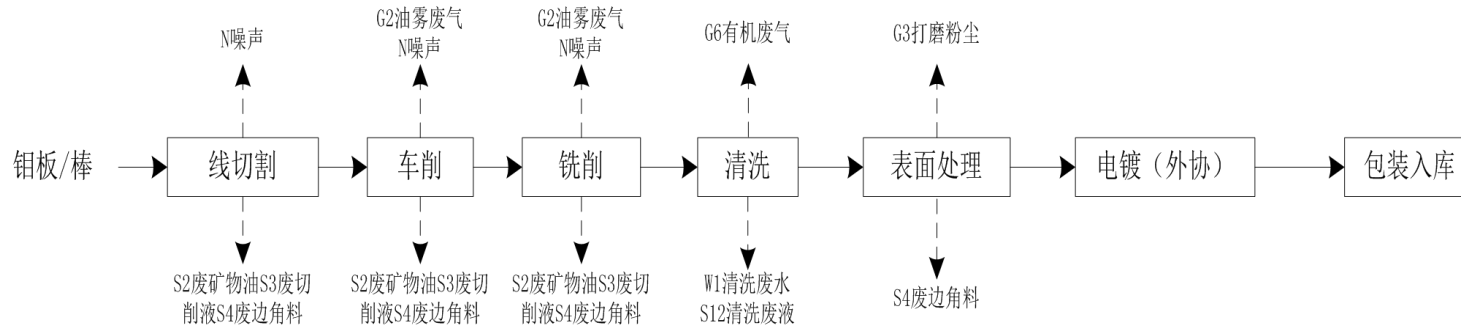 N噪声
G2油雾废气
N噪声
G2油雾废气
N噪声
G6有机废气
G3打磨粉尘
钼板/棒
线切割
车削
铣削
清洗
表面处理
电镀（外协）
包装入库
S2废矿物油S3废切
削液S4废边角料
S2废矿物油S3废切
削液S4废边角料
S2废矿物油S3废切
削液S4废边角料
W1清洗废水
S12清洗废液
S4废边角料